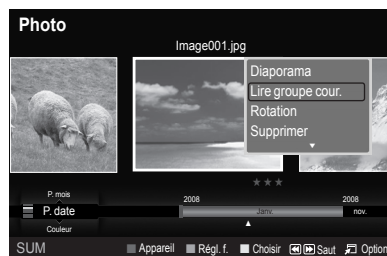 Photo
Image001.jpg
Diaporama
Lire groupe cour.
Rotation
Supprimer
P. mois
P. date
Couleur
2008
2008
Janv.
nov.
SUM
Appareil
Régl. f.
Choisir
Saut
Option